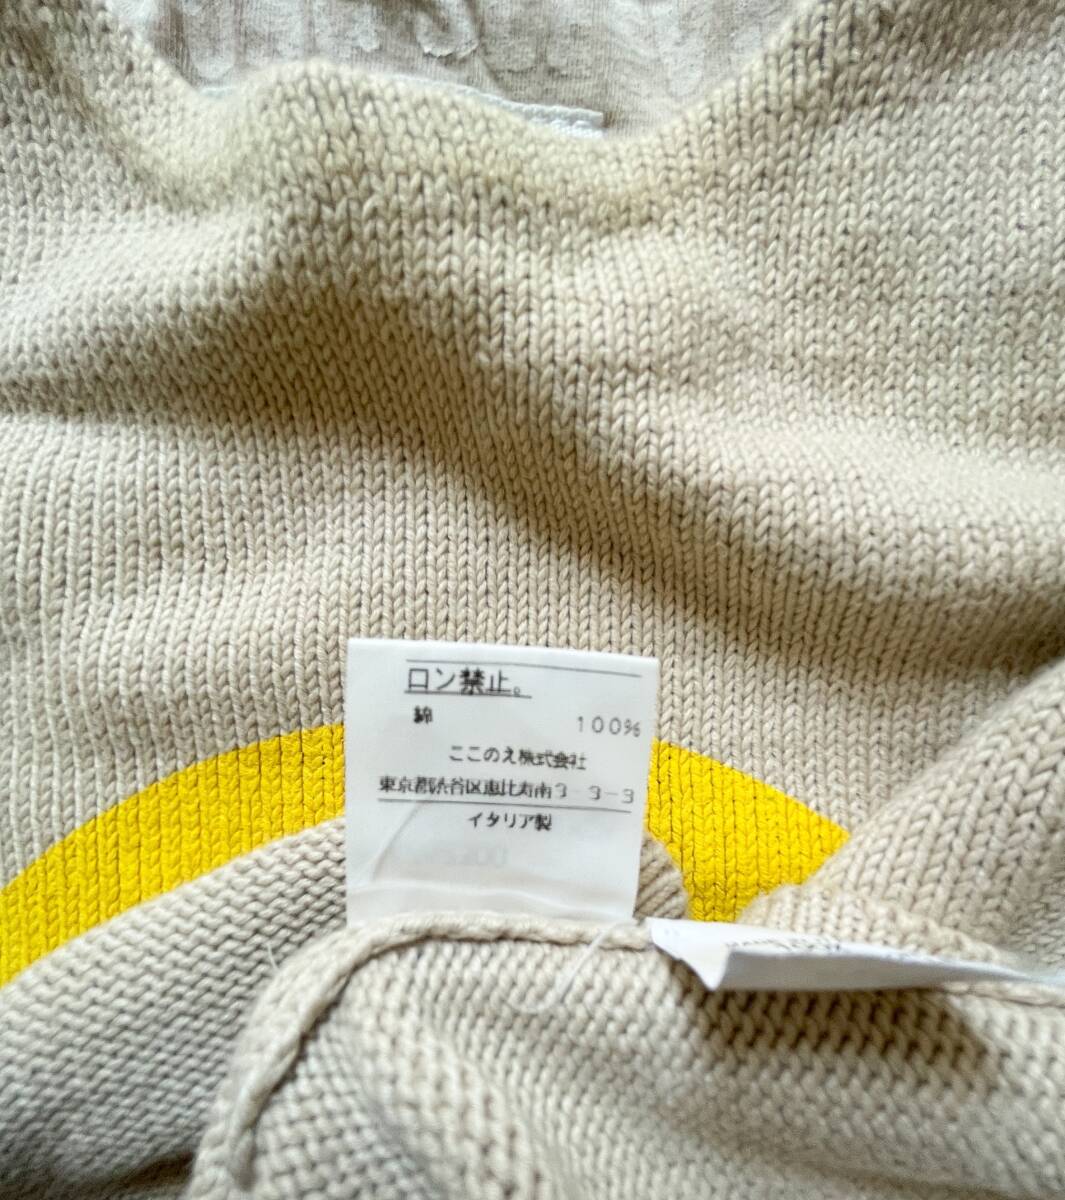 ロン禁止。
綿 100%
ここのえ株式会社
東京都渋谷区恵比寿南3-3-3
イタリア製